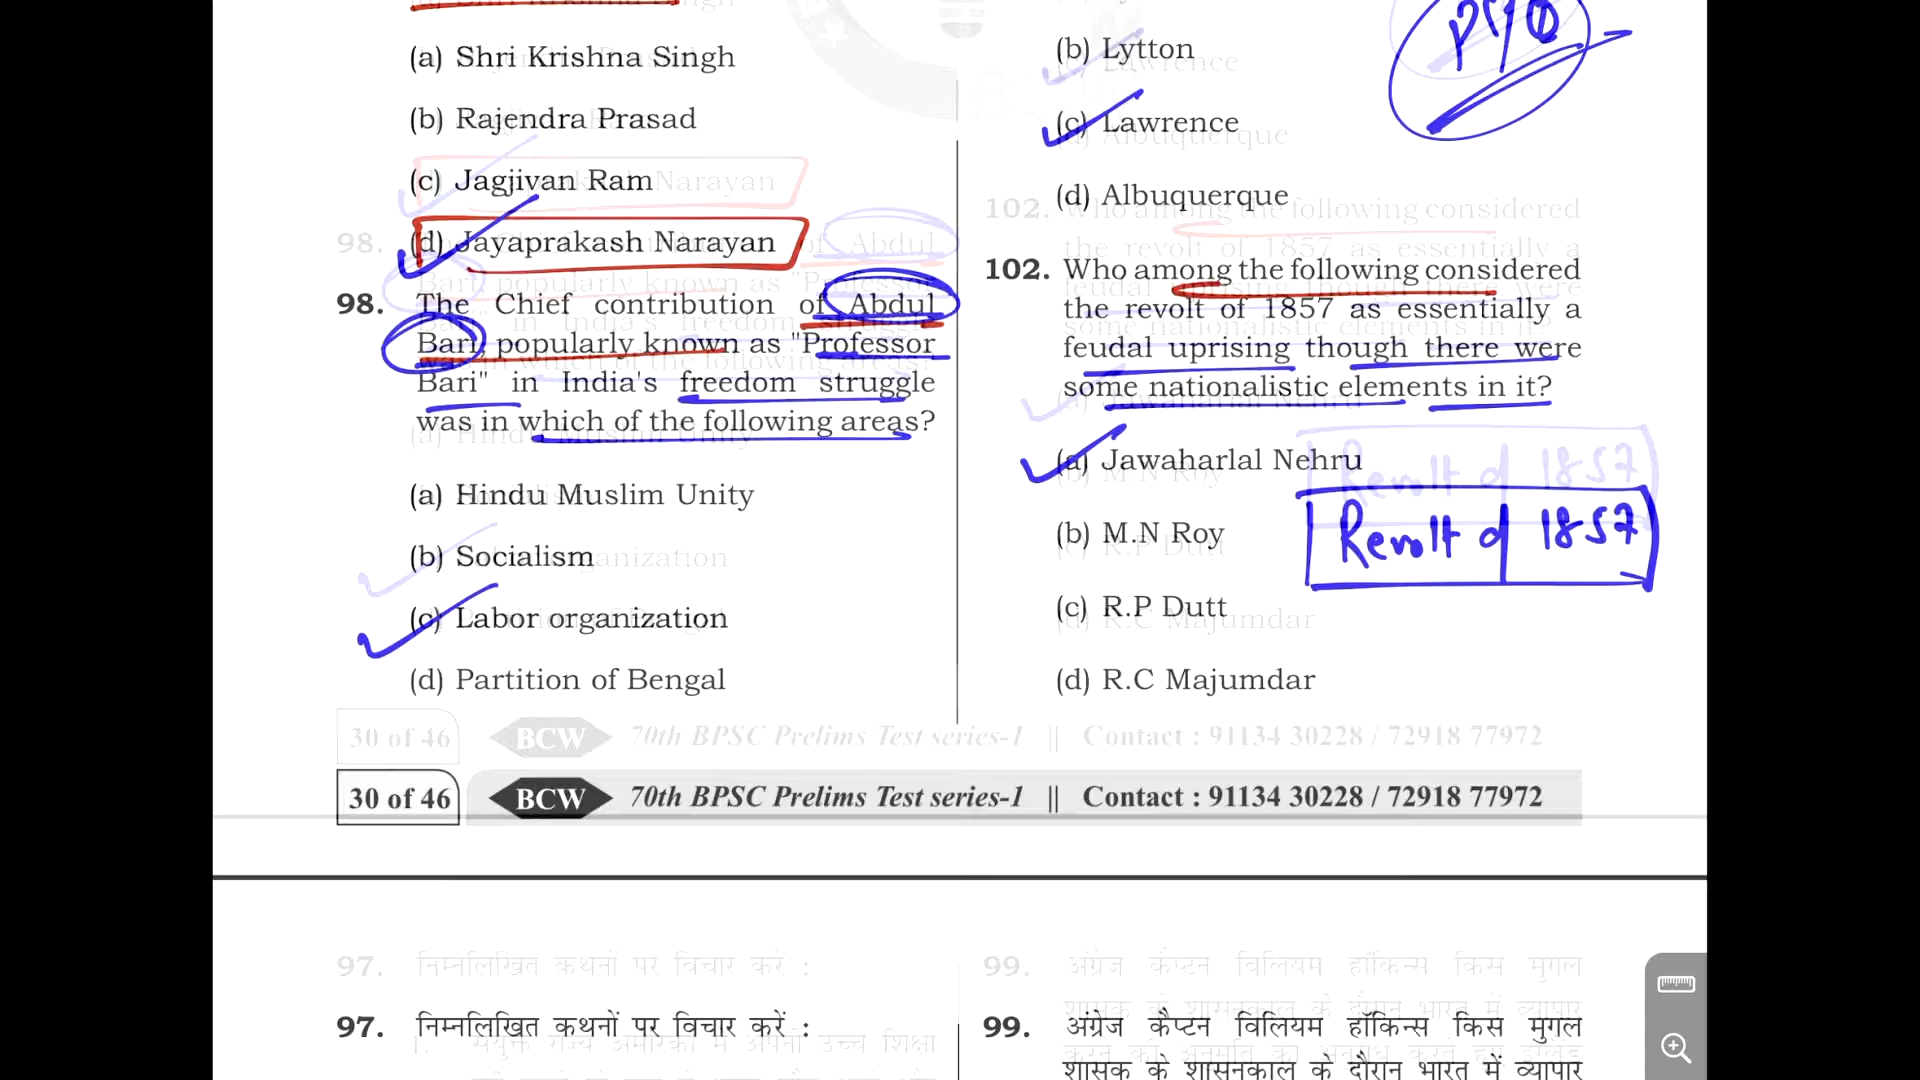 (a) Shri Krishna Singh
(b) Rajendra Prasad
(c) Jagjivan Ram
(d) Jayaprakash Narayan
98. The Chief contribution of Abdul
Bari, popularly known as "Professor
Bari" in India's freedom struggle
was in which of the following areas?
(a) Hindu Muslim Unity
(b) Socialism
(c) Labor organization
(d) Partition of Bengal
(b) Lytton
(c) Lawrence
(d) Albuquerque
PYQ
102. Who among the following considered
the revolt of 1857 as essentially a
feudal uprising though there were
some nationalistic elements in it?
(a) Jawaharlal Nehru
Revolt of 1857
(b) M.N Roy
(c) R.P Dutt
(d) R.C Majumdar
30 of 46 BCW 70th BPSC Prelims Test series-1 || Contact : 91134 30228 / 72918 77972
97. निम्नलिखित कथनों पर विचार करें :
99. अंग्रेज कैप्टन विलियम हॉकिन्स किस मुगल
शासक के शासनकाल के दौरान भारत में व्यापार